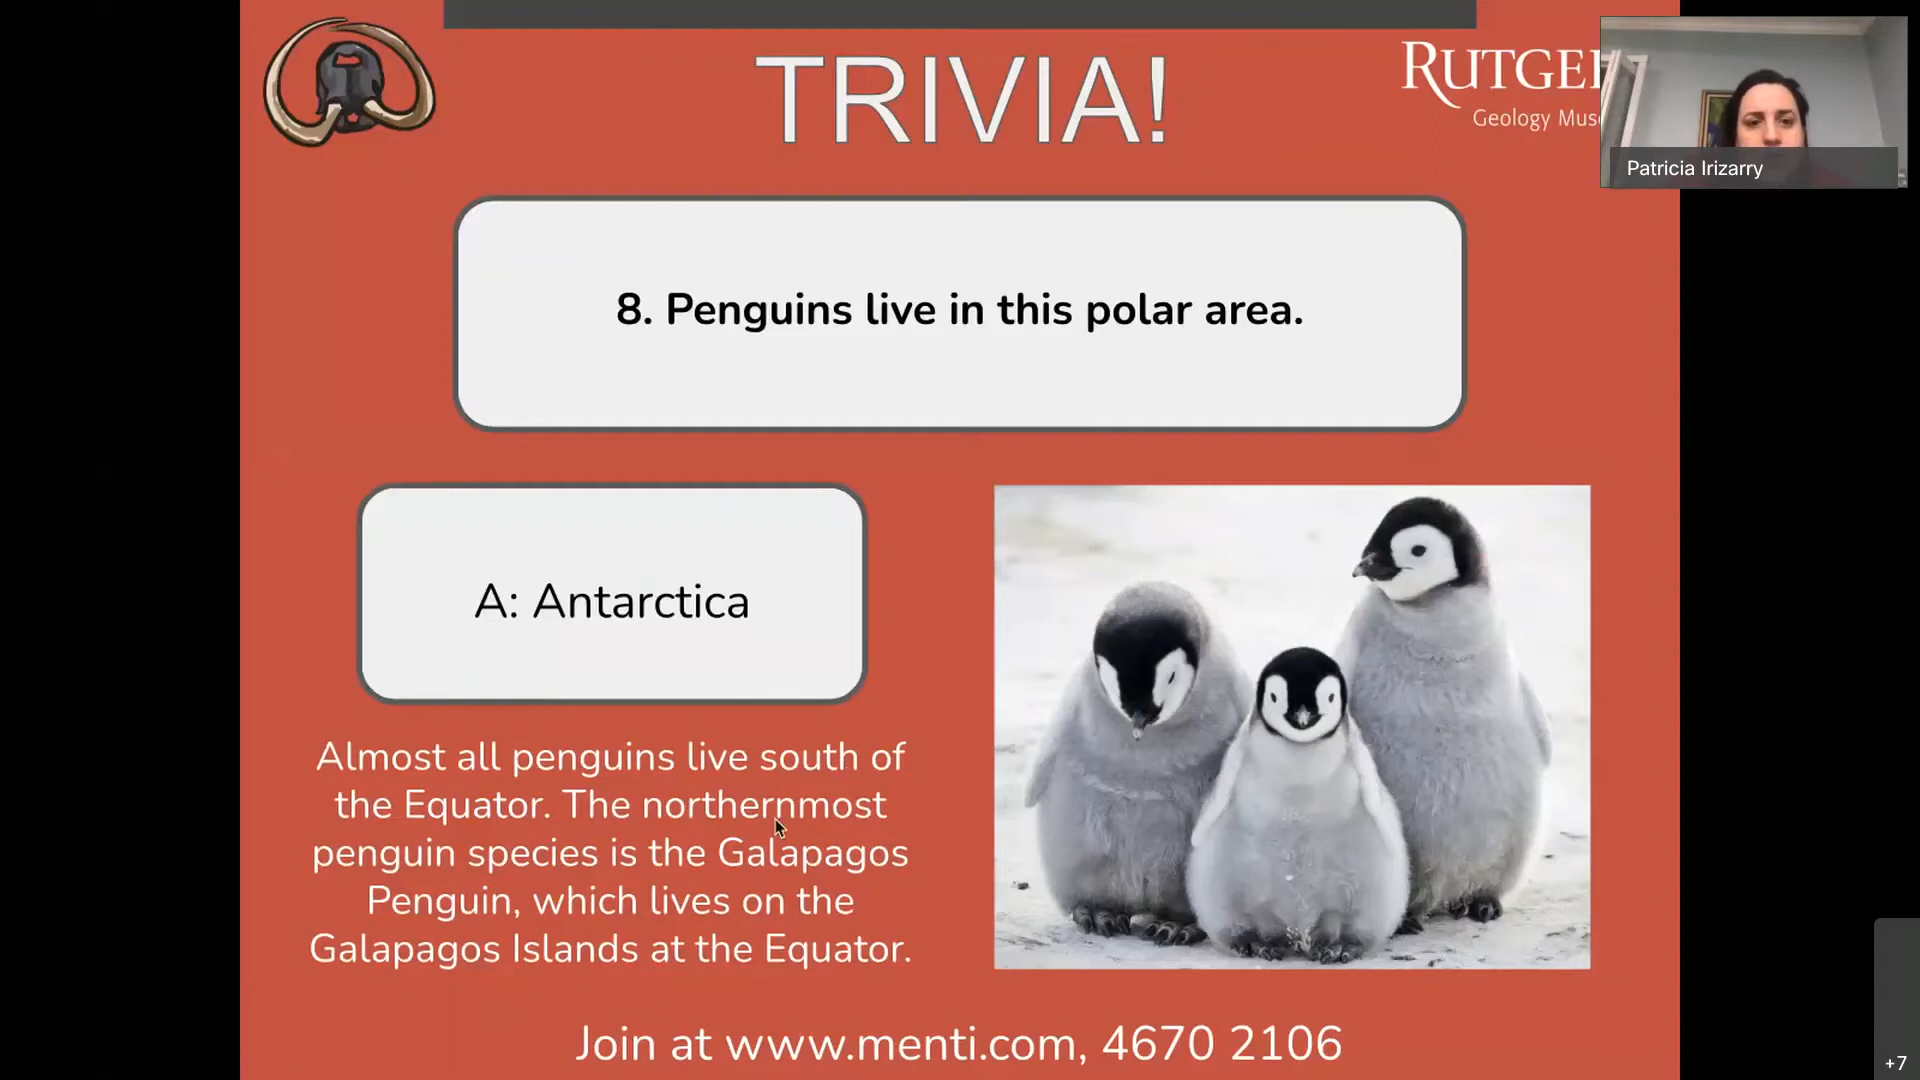 TRIVIA!
RUTGE
Geology Mus
Patricia Irizarry
8. Penguins live in this polar area.
A: Antarctica
Almost all penguins live south of
the Equator. The northernmost
penguin species is the Galapagos
Penguin, which lives on the
Galapagos Islands at the Equator.
Join at www.menti.com, 4670 2106
+7